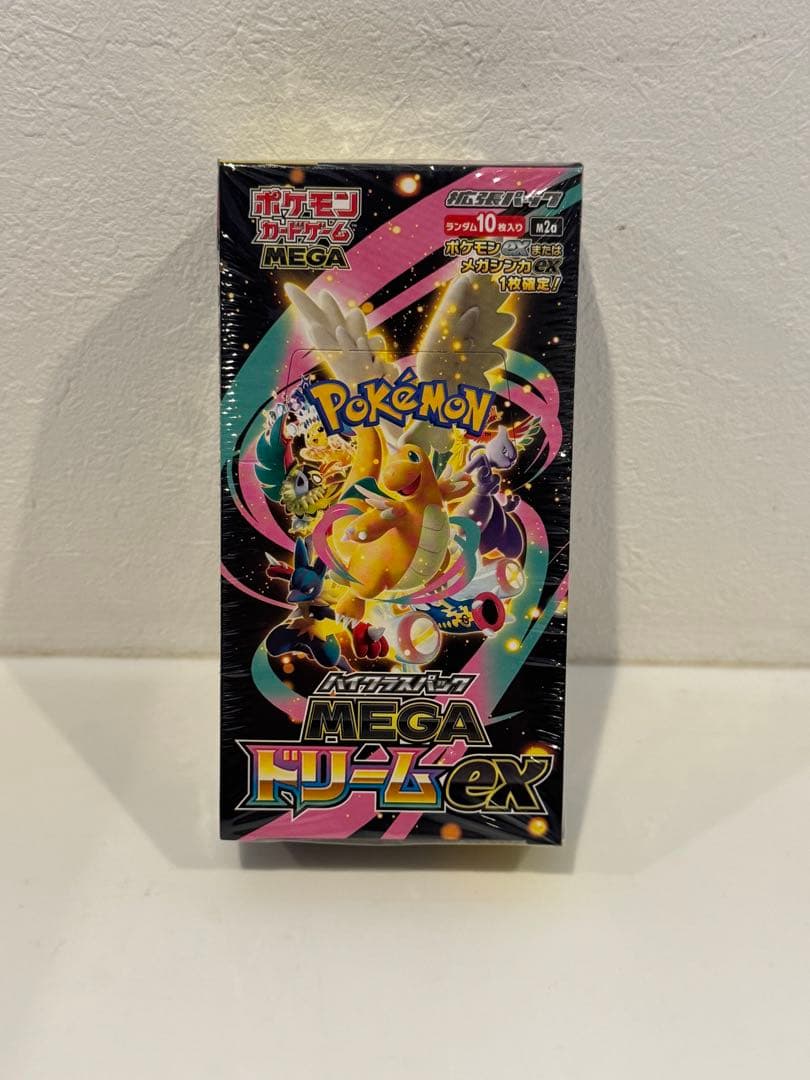 ポケモン
カードゲーム
MEGA
拡張パック
ランダム10枚入り
M2a
ポケモンexまたは
メガシンカex
1枚確定!
POKéMON
ハイクラスパック
MEGA
ドリームex